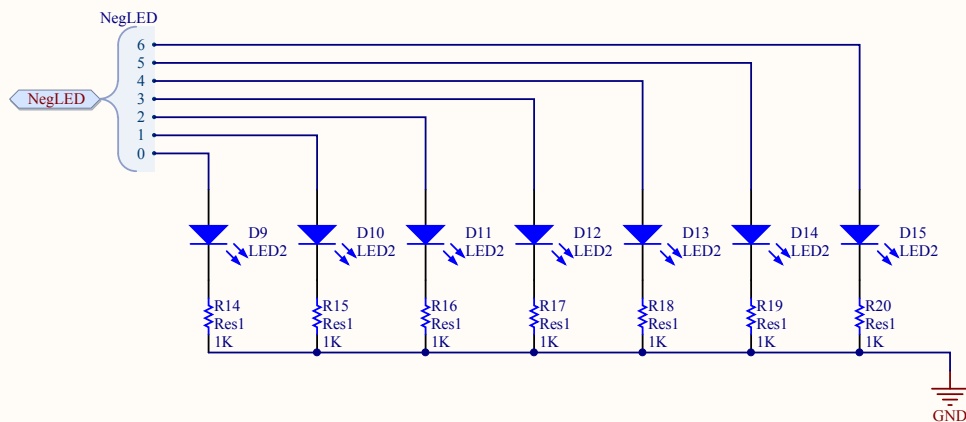 NegLED
NegLED
6
5
4
3
2
1
0
D9
LED2
D10
LED2
D11
LED2
D12
LED2
D13
LED2
D14
LED2
D15
LED2
R14
Res1
1K
R15
Res1
1K
R16
Res1
1K
R17
Res1
1K
R18
Res1
1K
R19
Res1
1K
R20
Res1
1K
GND